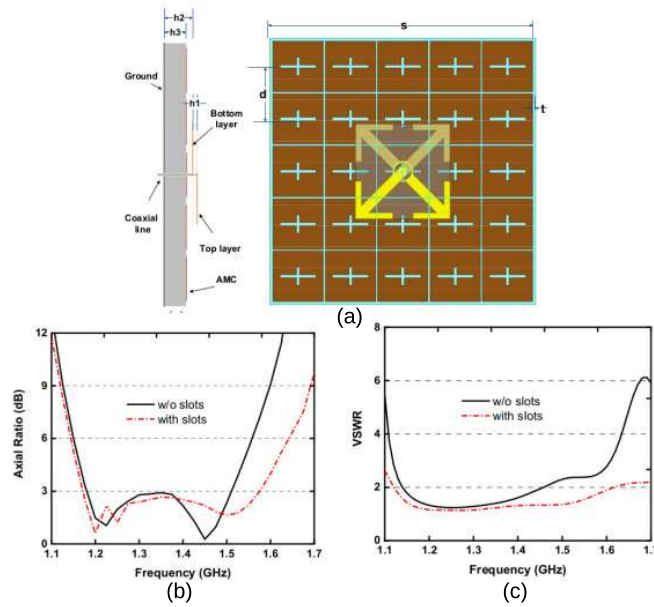 h2
h3
Ground
h1
Bottom layer
Coaxial line
Top layer
AMC
s
d
t
(a)
12
9
6
3
0
Axial Ratio (dB)
w/o slots
with slots
1.1 1.2 1.3 1.4 1.5 1.6 1.7
Frequency (GHz)
(b)
8
6
4
2
0
VSWR
w/o slots
with slots
1.1 1.2 1.3 1.4 1.5 1.6 1.7
Frequency (GHz)
(c)